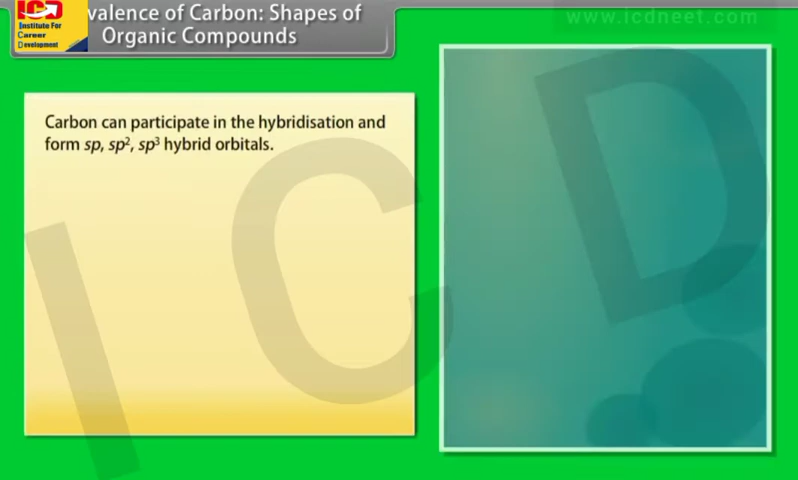 ICD
Institute For
Career
Development
valence of Carbon: Shapes of
Organic Compounds
www.icdneet.com
Carbon can participate in the hybridisation and
form sp, sp², sp³ hybrid orbitals.
I C D